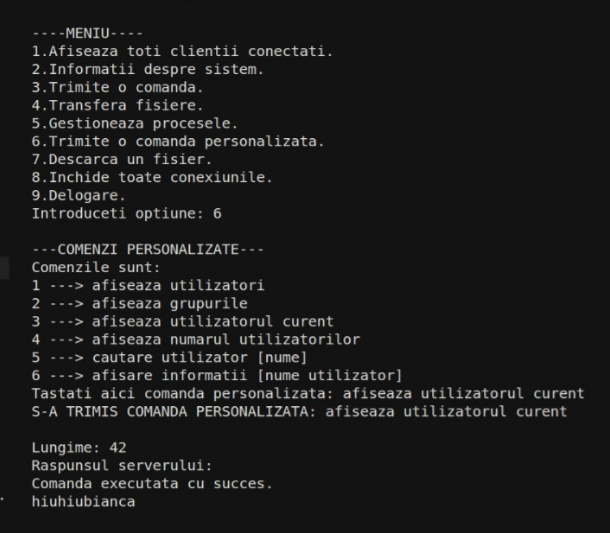 ----MENIU----
1.Afiseaza toti clientii conectati.
2.Informatii despre sistem.
3.Trimite o comanda.
4.Transfera fisiere.
5.Gestioneaza procesele.
6.Trimite o comanda personalizata.
7.Descarca un fisier.
8.Inchide toate conexiunile.
9.Delogare.
Introduceti optiune: 6
---COMENZI PERSONALIZATE---
Comenzile sunt:
1 ---> afiseaza utilizatori
2 ---> afiseaza grupurile
3 ---> afiseaza utilizatorul curent
4 ---> afiseaza numarul utilizatorilor
5 ---> cautare utilizator [nume]
6 ---> afisare informatii [nume utilizator]
Tastati aici comanda personalizata: afiseaza utilizatorul curent
S-A TRIMIS COMANDA PERSONALIZATA: afiseaza utilizatorul curent
Lungime: 42
Raspunsul serverului:
Comanda executata cu succes.
hiuhiubianca